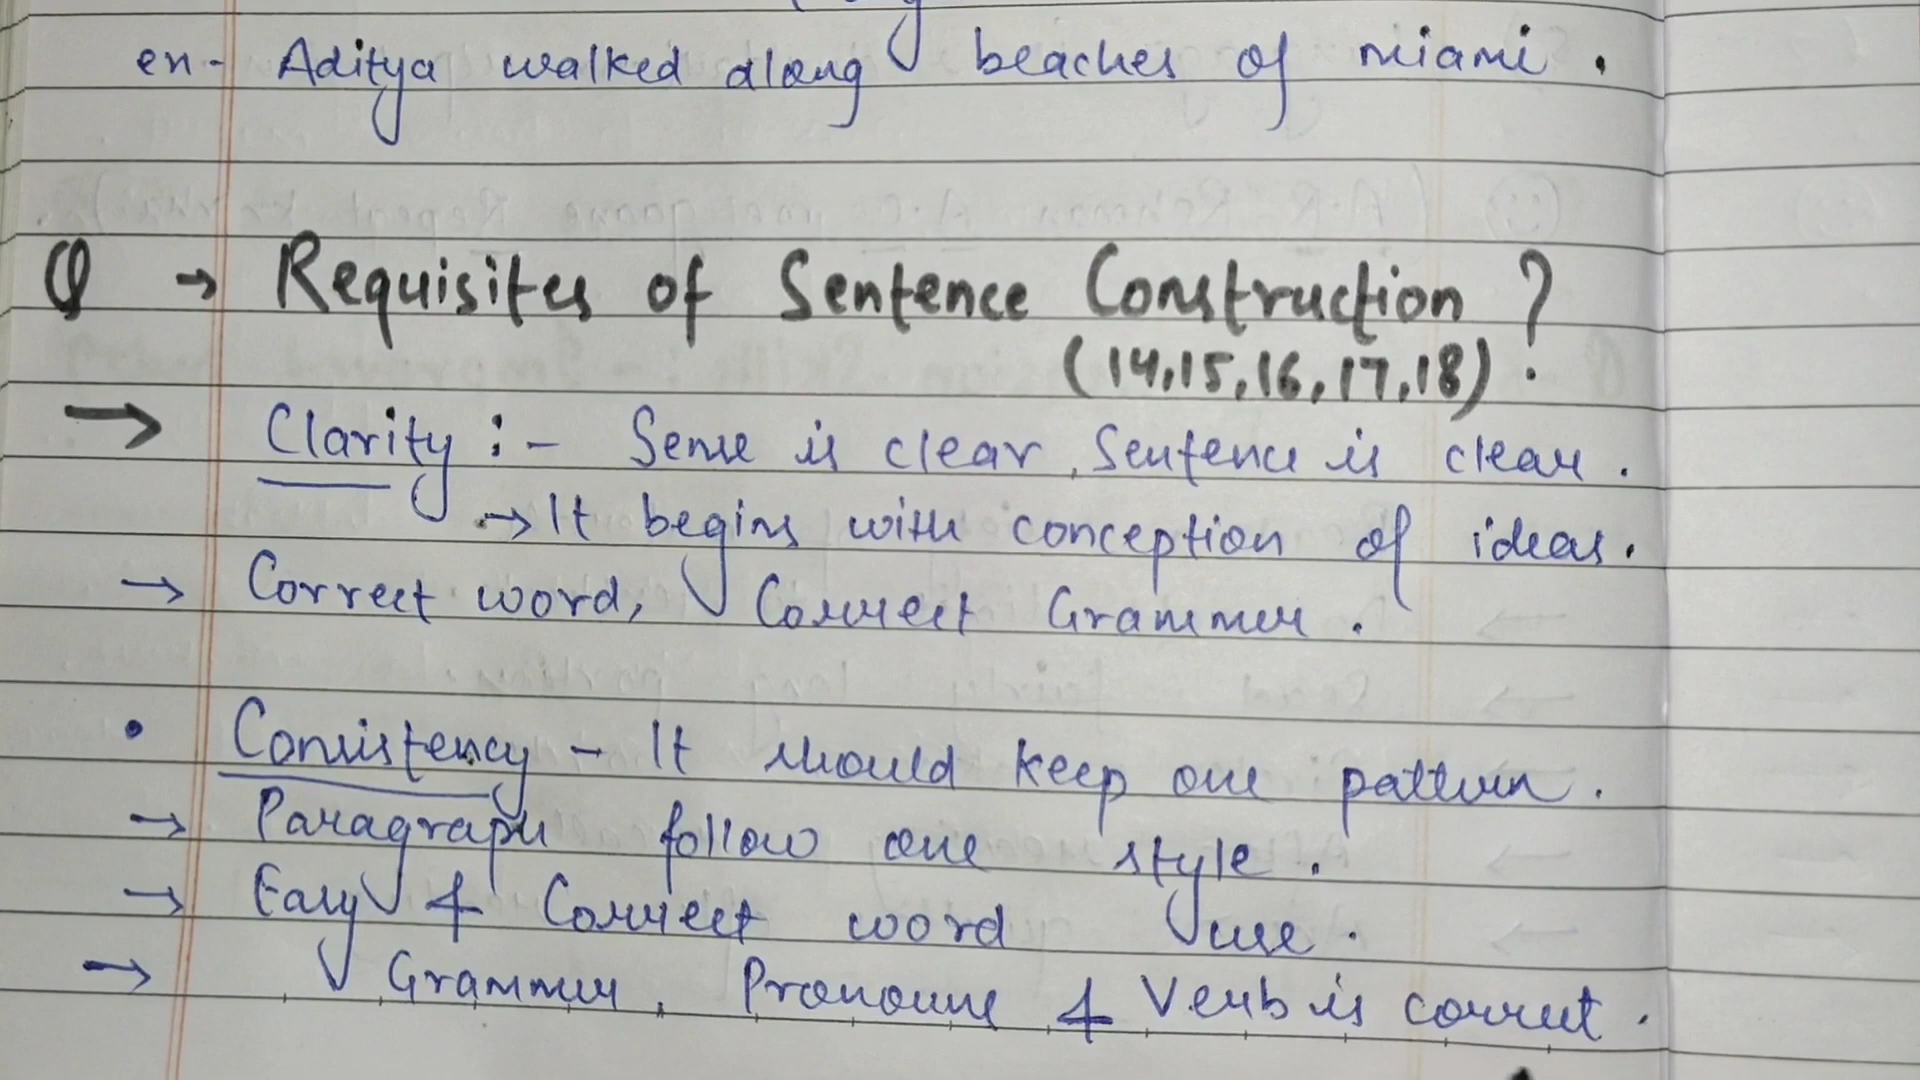 en- Aditya walked along beaches of miami .
Q → Requisites of Sentence Construction ?
(14,15,16,17,18) .
→ Clarity :- Sense is clear, Sentence is clear .
→ It begins with conception of ideas.
→ Correct word, Correct Grammer .
• Consistency - It should keep one pattern .
→ Paragraph follow one style .
→ Easy & Correct word use .
→ Grammer, Pronouns & Verb is correct .